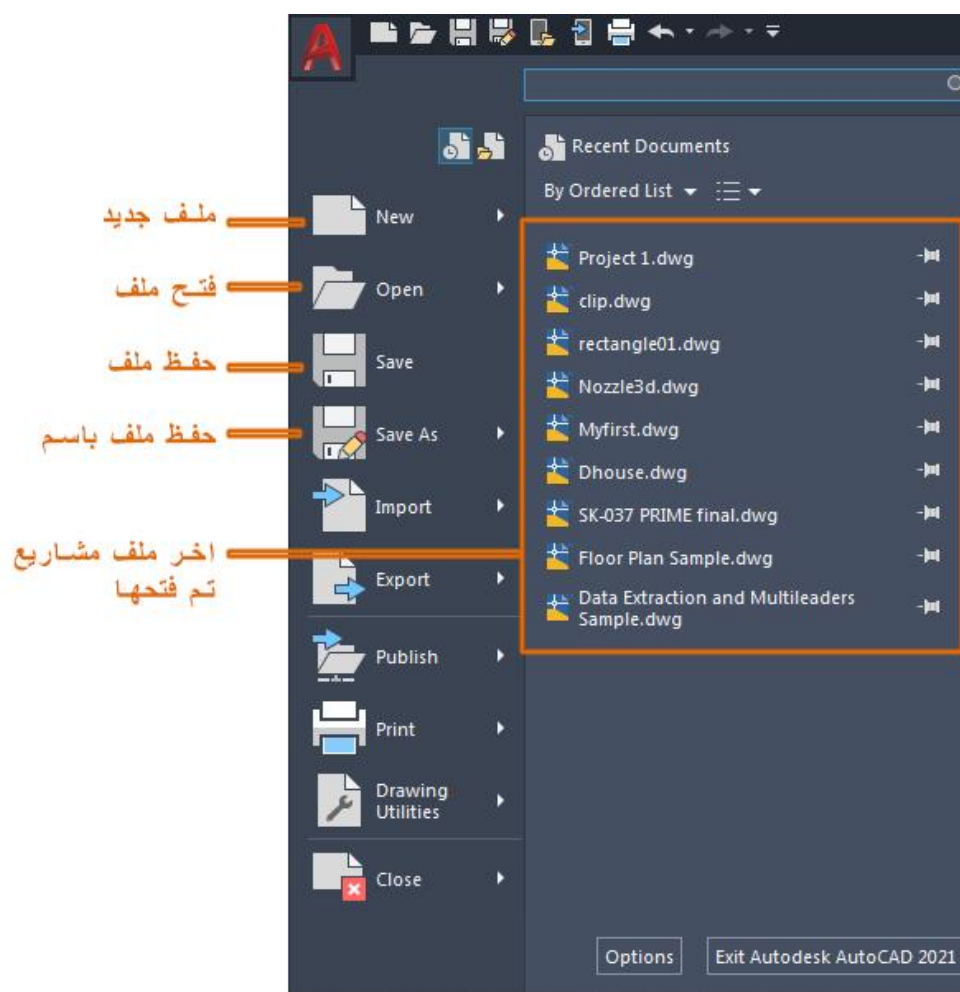 Recent Documents
By Ordered List
ملف جديد
New
فتح ملف
Open
حفظ ملف
Save
حفظ ملف باسم
Save As
Import
اخر ملف مشاريع
تم فتحها
Export
Publish
Print
Drawing
Utilities
Close
Project 1.dwg
clip.dwg
rectangle01.dwg
Nozzle3d.dwg
Myfirst.dwg
Dhouse.dwg
SK-037 PRIME final.dwg
Floor Plan Sample.dwg
Data Extraction and Multileaders
Sample.dwg
Options
Exit Autodesk AutoCAD 2021